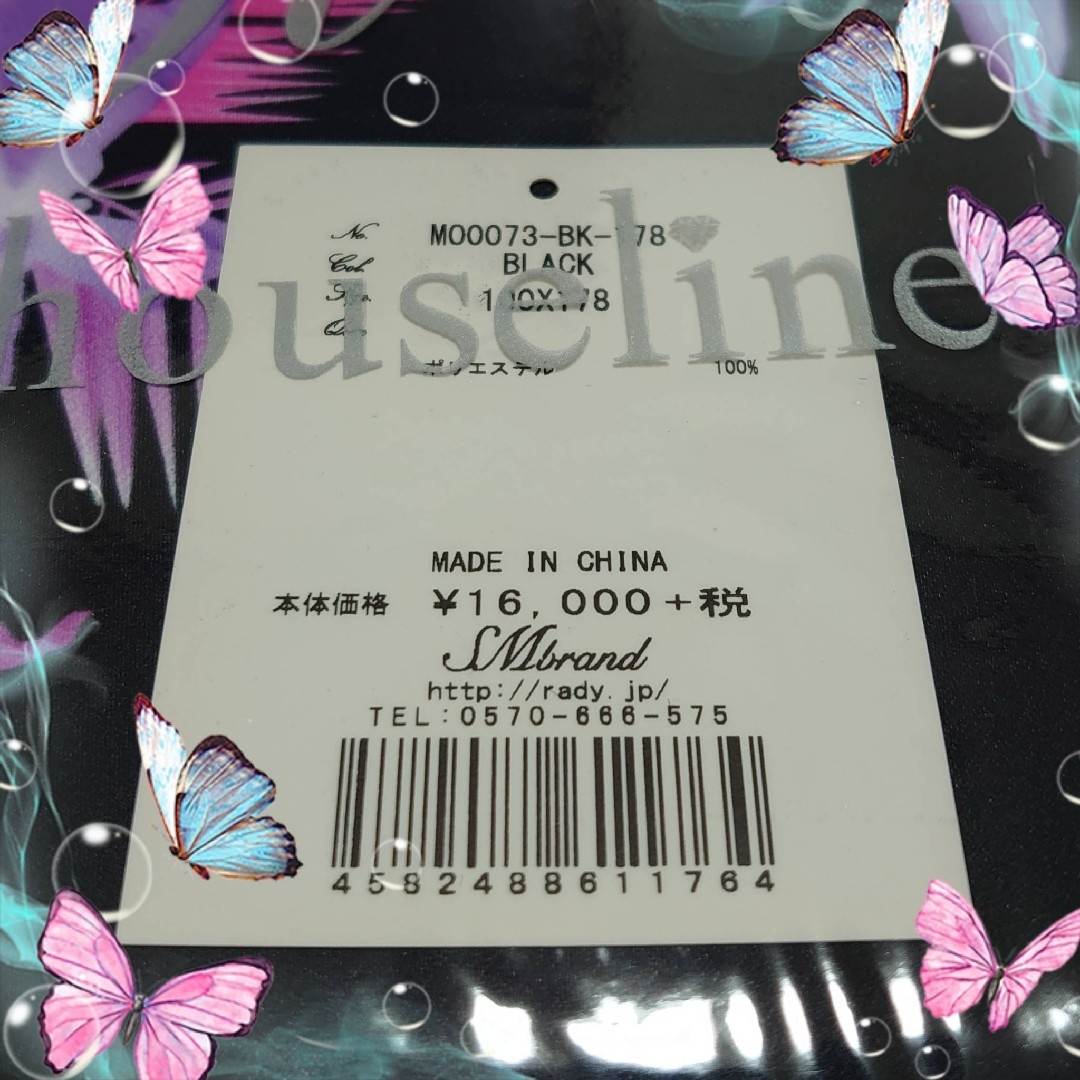 houseline
No. M00073-BK-178
Col. BLACK
100X178
ポリエステル 100%
MADE IN CHINA
本体価格 ¥16,000+税
SMbrand
http://rady.jp/
TEL:0570-666-575
4582488611764